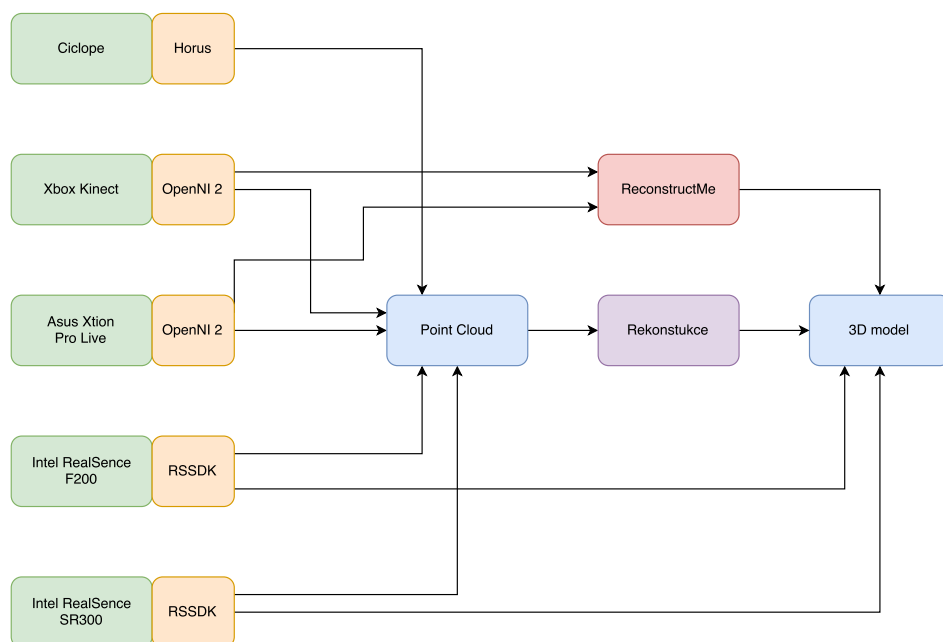 Ciclope
Horus
Xbox Kinect
OpenNI 2
ReconstructMe
Asus Xtion
Pro Live
OpenNI 2
Point Cloud
Rekonstukce
3D model
Intel RealSence
F200
RSSDK
Intel RealSence
SR300
RSSDK